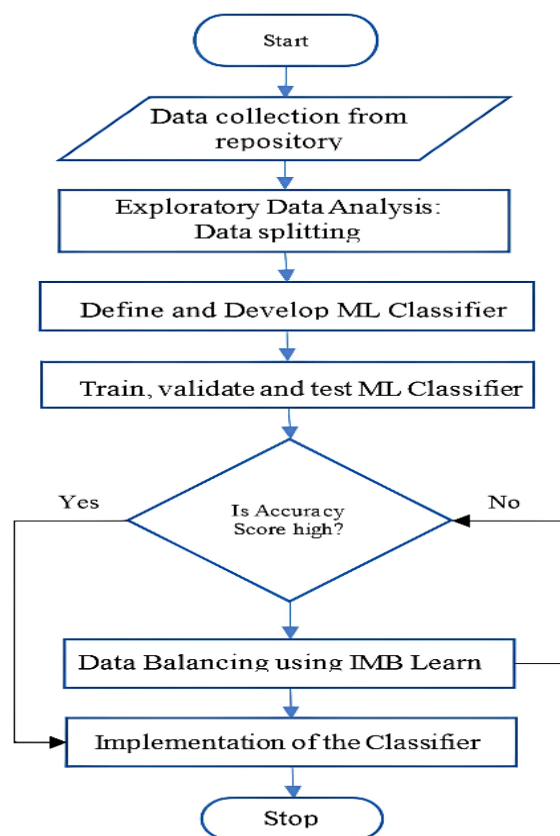 Start
Data collection from
repository
Exploratory Data Analysis:
Data splitting
Define and Develop ML Classifier
Train, validate and test ML Classifier
Yes
No
Is Accuracy
Score high?
Data Balancing using IMB Learn
Implementation of the Classifier
Stop